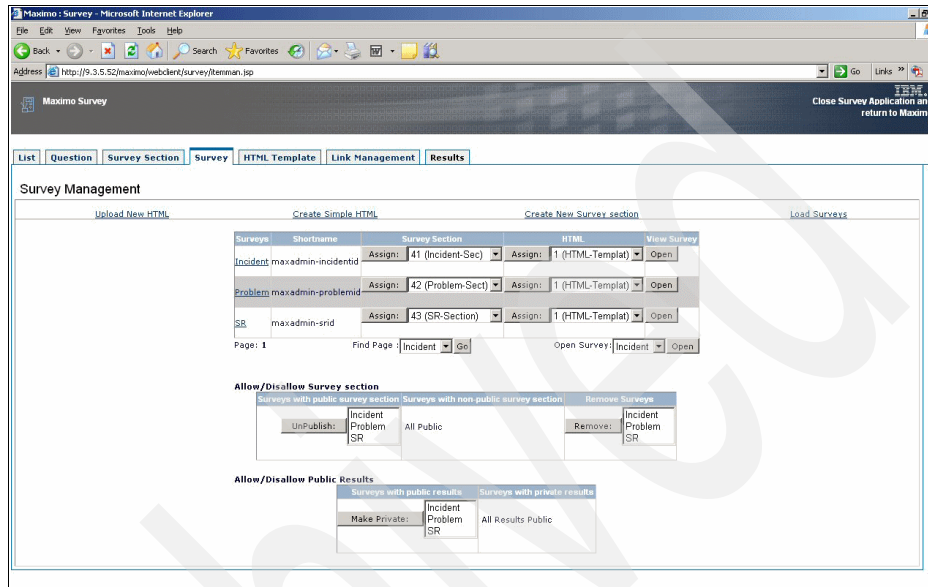 Maximo : Survey - Microsoft Internet Explorer
File Edit View Favorites Tools Help
Back Search Favorites
Address http://9.3.5.52/maximo/webclient/survey/itemman.jsp Go Links »
Maximo Survey
IBM.
Close Survey Application an
return to Maxim
List Question Survey Section Survey HTML Template Link Management Results
Survey Management
Upload New HTML Create Simple HTML Create New Survey section Load Surveys
Surveys Shortname Survey Section HTML View Survey
Incident maxadmin-incidentid Assign: 41 (Incident-Sec) Assign: 1 (HTML-Templat) Open
Problem maxadmin-problemid Assign: 42 (Problem-Sect) Assign: 1 (HTML-Templat) Open
SR maxadmin-srid Assign: 43 (SR-Section) Assign: 1 (HTML-Templat) Open
Page: 1 Find Page : Incident Go Open Survey: Incident Open
Allow/Disallow Survey section
Surveys with public survey section Surveys with non-public survey section Remove Surveys
UnPublish: Incident Problem SR All Public Remove: Incident Problem SR
Allow/Disallow Public Results
Surveys with public results Surveys with private results
Make Private: Incident Problem SR All Results Public